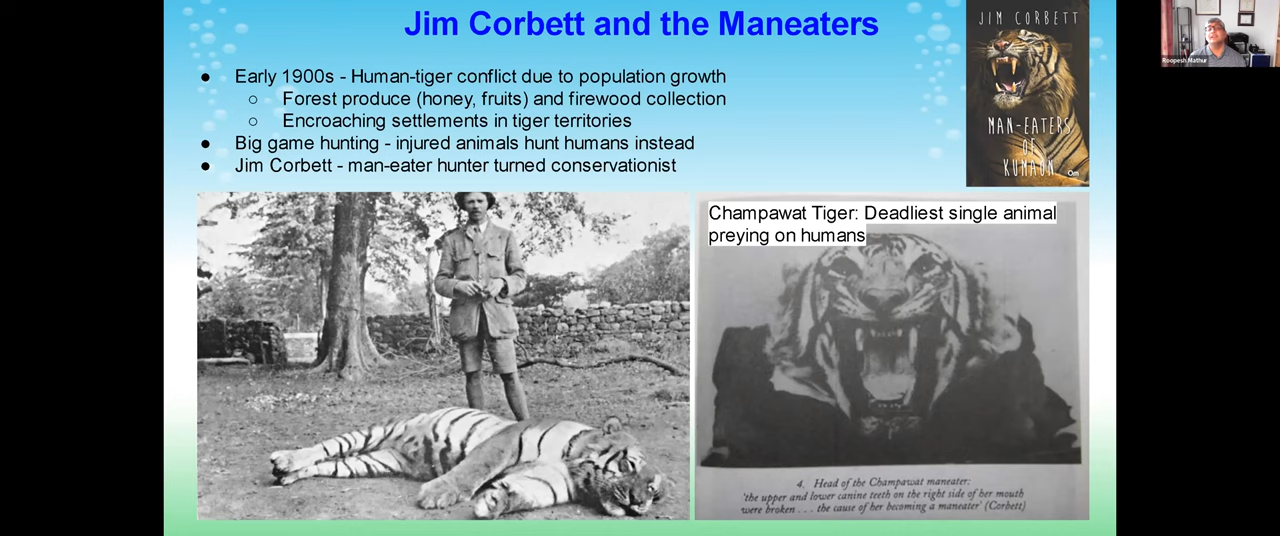 Jim Corbett and the Maneaters
Early 1900s - Human-tiger conflict due to population growth
Forest produce (honey, fruits) and firewood collection
Encroaching settlements in tiger territories
Big game hunting - injured animals hunt humans instead
Jim Corbett - man-eater hunter turned conservationist
JIM CORBETT
MAN-EATERS
OF
KUMAON
Om
Roopesh Mathur
Champawat Tiger: Deadliest single animal
preying on humans
4. Head of the Champawat maneater:
'the upper and lower canine teeth on the right side of her mouth
were broken . . . the cause of her becoming a maneater' (Corbett)